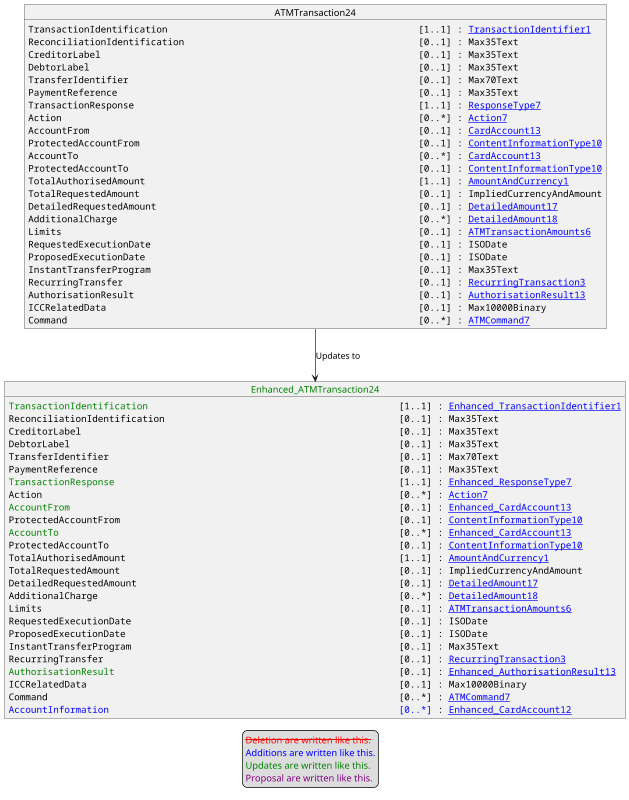 ATMTransaction24
TransactionIdentification [1..1] : TransactionIdentifier1
ReconciliationIdentification [0..1] : Max35Text
CreditorLabel [0..1] : Max35Text
DebtorLabel [0..1] : Max35Text
TransferIdentifier [0..1] : Max70Text
PaymentReference [0..1] : Max35Text
TransactionResponse [1..1] : ResponseType7
Action [0..*] : Action7
AccountFrom [0..1] : CardAccount13
ProtectedAccountFrom [0..1] : ContentInformationType10
AccountTo [0..*] : CardAccount13
ProtectedAccountTo [0..1] : ContentInformationType10
TotalAuthorisedAmount [1..1] : AmountAndCurrency1
TotalRequestedAmount [0..1] : ImpliedCurrencyAndAmount
DetailedRequestedAmount [0..1] : DetailedAmount17
AdditionalCharge [0..*] : DetailedAmount18
Limits [0..1] : ATMTransactionAmounts6
RequestedExecutionDate [0..1] : ISODate
ProposedExecutionDate [0..1] : ISODate
InstantTransferProgram [0..1] : Max35Text
RecurringTransfer [0..1] : RecurringTransaction3
AuthorisationResult [0..1] : AuthorisationResult13
ICCRelatedData [0..1] : Max10000Binary
Command [0..*] : ATMCommand7
Updates to
Enhanced_ATMTransaction24
TransactionIdentification [1..1] : Enhanced_TransactionIdentifier1
ReconciliationIdentification [0..1] : Max35Text
CreditorLabel [0..1] : Max35Text
DebtorLabel [0..1] : Max35Text
TransferIdentifier [0..1] : Max70Text
PaymentReference [0..1] : Max35Text
TransactionResponse [1..1] : Enhanced_ResponseType7
Action [0..*] : Action7
AccountFrom [0..1] : Enhanced_CardAccount13
ProtectedAccountFrom [0..1] : ContentInformationType10
AccountTo [0..*] : Enhanced_CardAccount13
ProtectedAccountTo [0..1] : ContentInformationType10
TotalAuthorisedAmount [1..1] : AmountAndCurrency1
TotalRequestedAmount [0..1] : ImpliedCurrencyAndAmount
DetailedRequestedAmount [0..1] : DetailedAmount17
AdditionalCharge [0..*] : DetailedAmount18
Limits [0..1] : ATMTransactionAmounts6
RequestedExecutionDate [0..1] : ISODate
ProposedExecutionDate [0..1] : ISODate
InstantTransferProgram [0..1] : Max35Text
RecurringTransfer [0..1] : RecurringTransaction3
AuthorisationResult [0..1] : Enhanced_AuthorisationResult13
ICCRelatedData [0..1] : Max10000Binary
Command [0..*] : ATMCommand7
AccountInformation [0..*] : Enhanced_CardAccount12
Deletion are written like this.
Additions are written like this.
Updates are written like this.
Proposal are written like this.